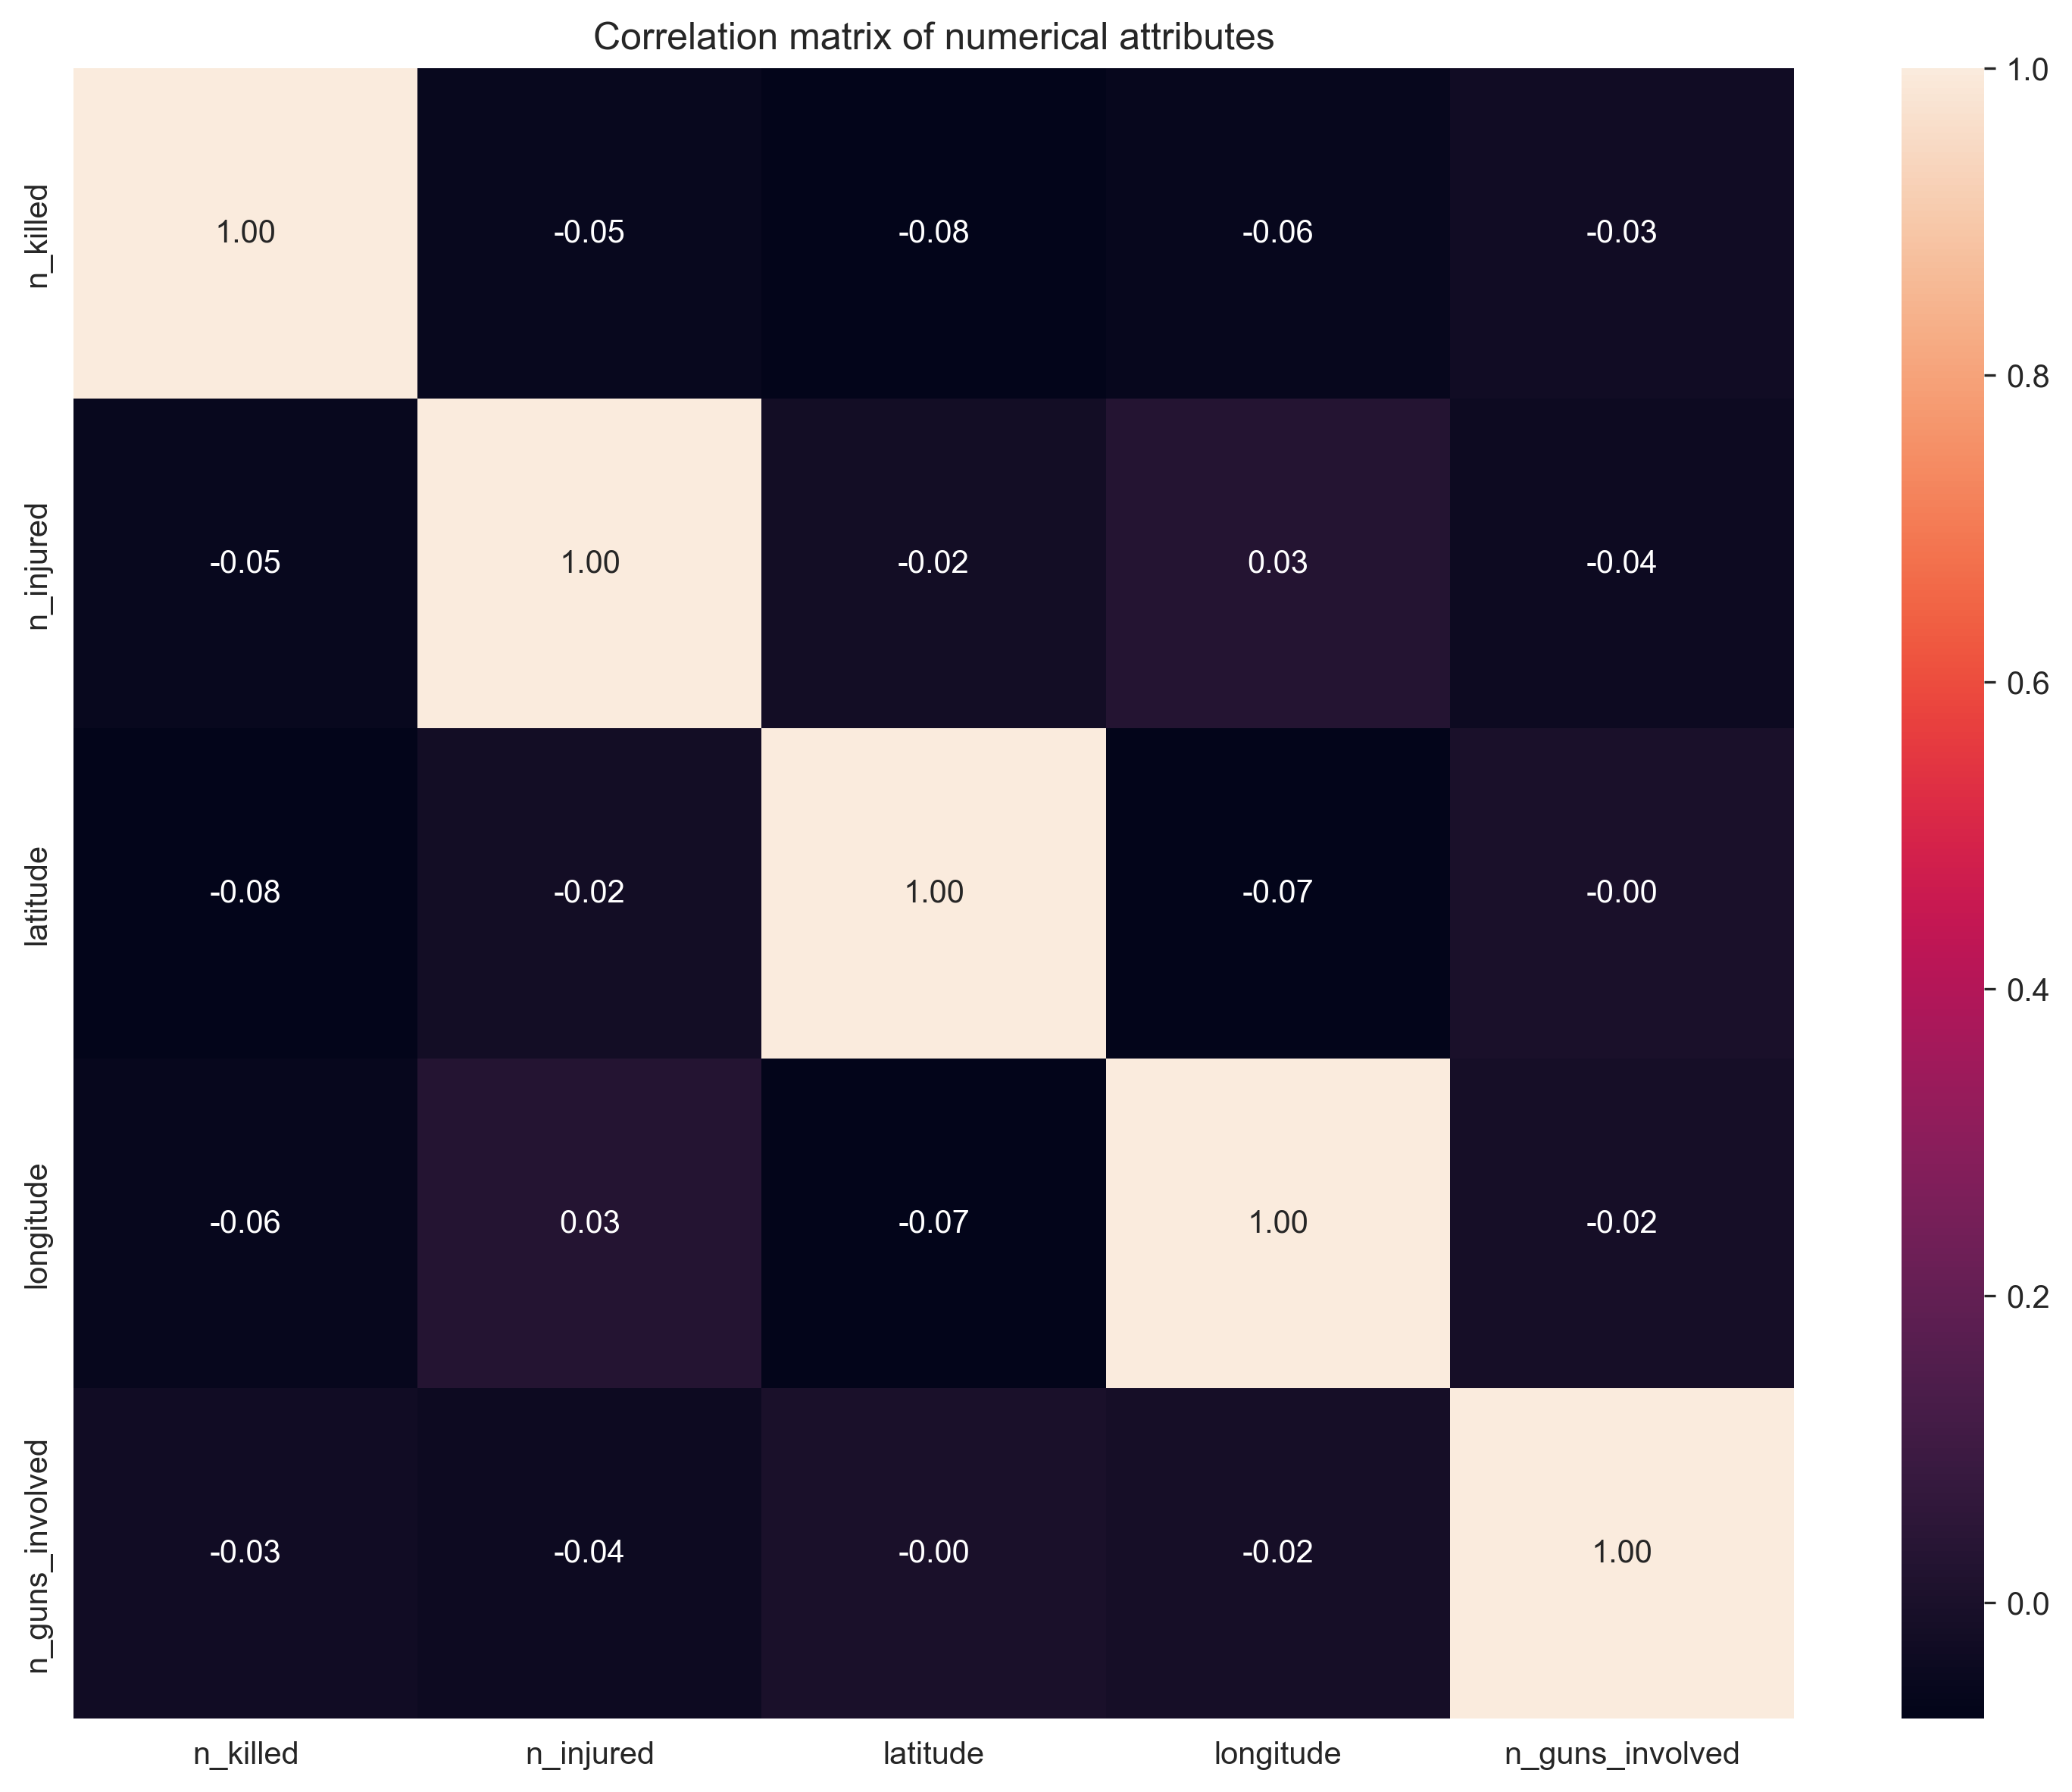 Correlation matrix of numerical attributes
n_killed
1.00 -0.05 -0.08 -0.06 -0.03
n_injured
-0.05 1.00 -0.02 0.03 -0.04
latitude
-0.08 -0.02 1.00 -0.07 -0.00
longitude
-0.06 0.03 -0.07 1.00 -0.02
n_guns_involved
-0.03 -0.04 -0.00 -0.02 1.00
n_killed n_injured latitude longitude n_guns_involved
1.0
0.8
0.6
0.4
0.2
0.0